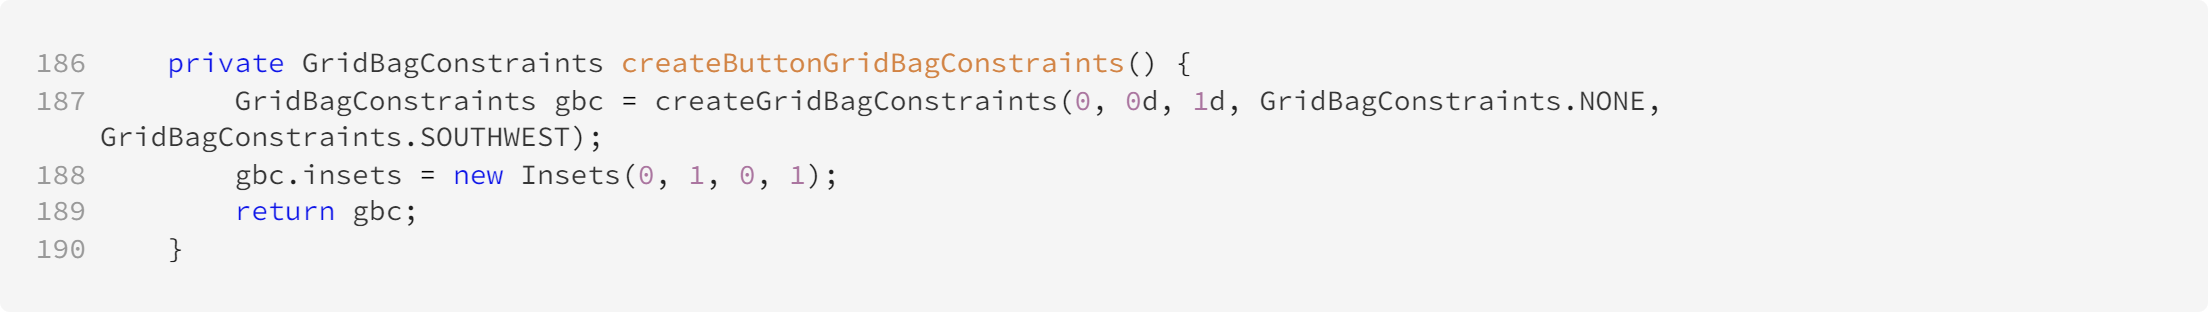 186     private GridBagConstraints createButtonGridBagConstraints() {
187         GridBagConstraints gbc = createGridBagConstraints(0, 0d, 1d, GridBagConstraints.NONE,
    GridBagConstraints.SOUTHWEST);
188         gbc.insets = new Insets(0, 1, 0, 1);
189         return gbc;
190     }